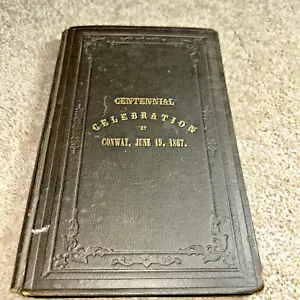 CENTENNIAL
CELEBRATION
AT
CONWAY, JUNE 19, 1867.